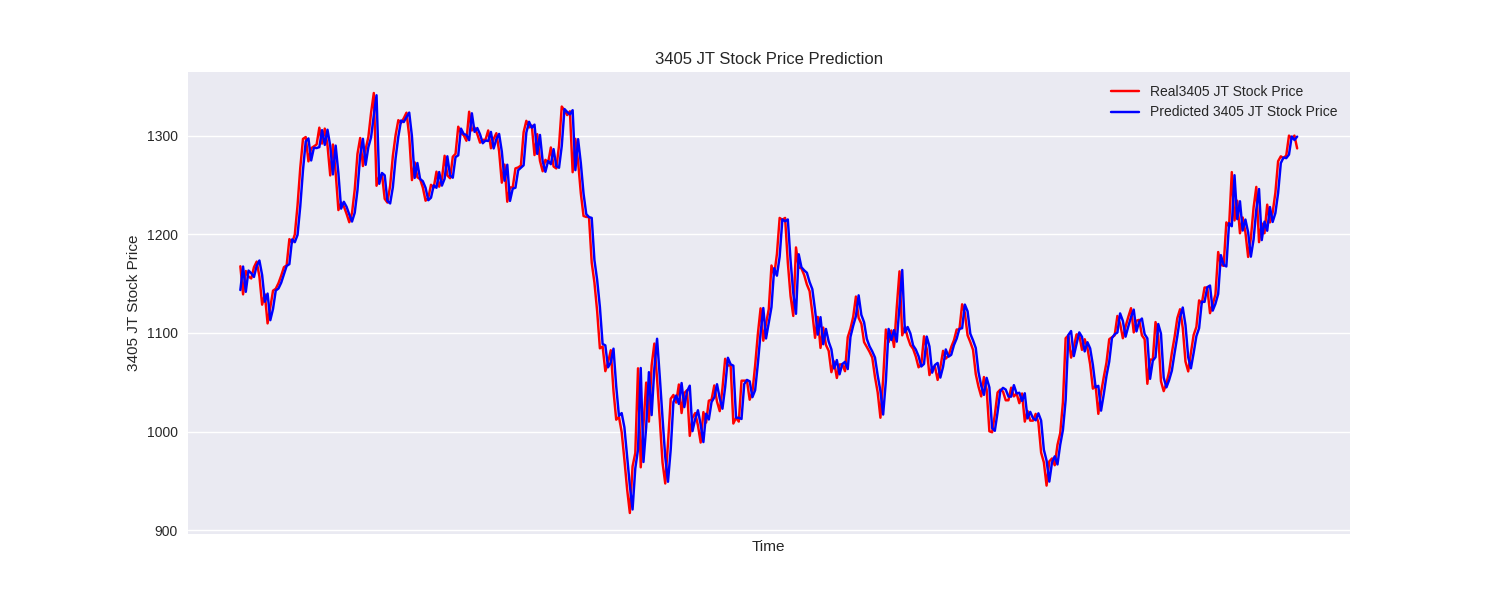 3405 JT Stock Price Prediction
Real3405 JT Stock Price
Predicted 3405 JT Stock Price
3405 JT Stock Price
1300
1200
1100
1000
900
Time